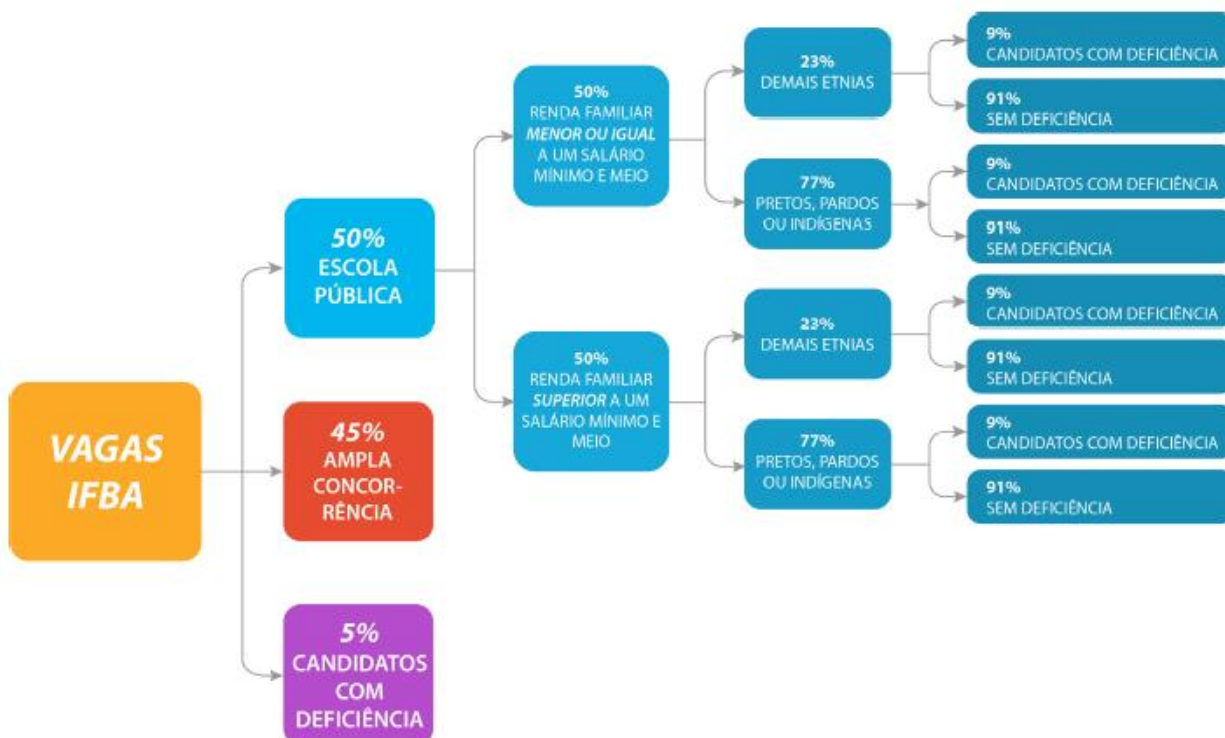 VAGAS
IFBA
50%
ESCOLA
PÚBLICA
45%
AMPLA
CONCOR-
RÊNCIA
5%
CANDIDATOS
COM
DEFICIÊNCIA
50%
RENDA FAMILIAR
MENOR OU IGUAL
A UM SALÁRIO
MÍNIMO E MEIO
50%
RENDA FAMILIAR
SUPERIOR A UM
SALÁRIO MÍNIMO E
MEIO
23%
DEMAIS ETNIAS
77%
PRETOS, PARDOS
OU INDÍGENAS
23%
DEMAIS ETNIAS
77%
PRETOS, PARDOS
OU INDÍGENAS
9%
CANDIDATOS COM DEFICIÊNCIA
91%
SEM DEFICIÊNCIA
9%
CANDIDATOS COM DEFICIÊNCIA
91%
SEM DEFICIÊNCIA
9%
CANDIDATOS COM DEFICIÊNCIA
91%
SEM DEFICIÊNCIA
9%
CANDIDATOS COM DEFICIÊNCIA
91%
SEM DEFICIÊNCIA